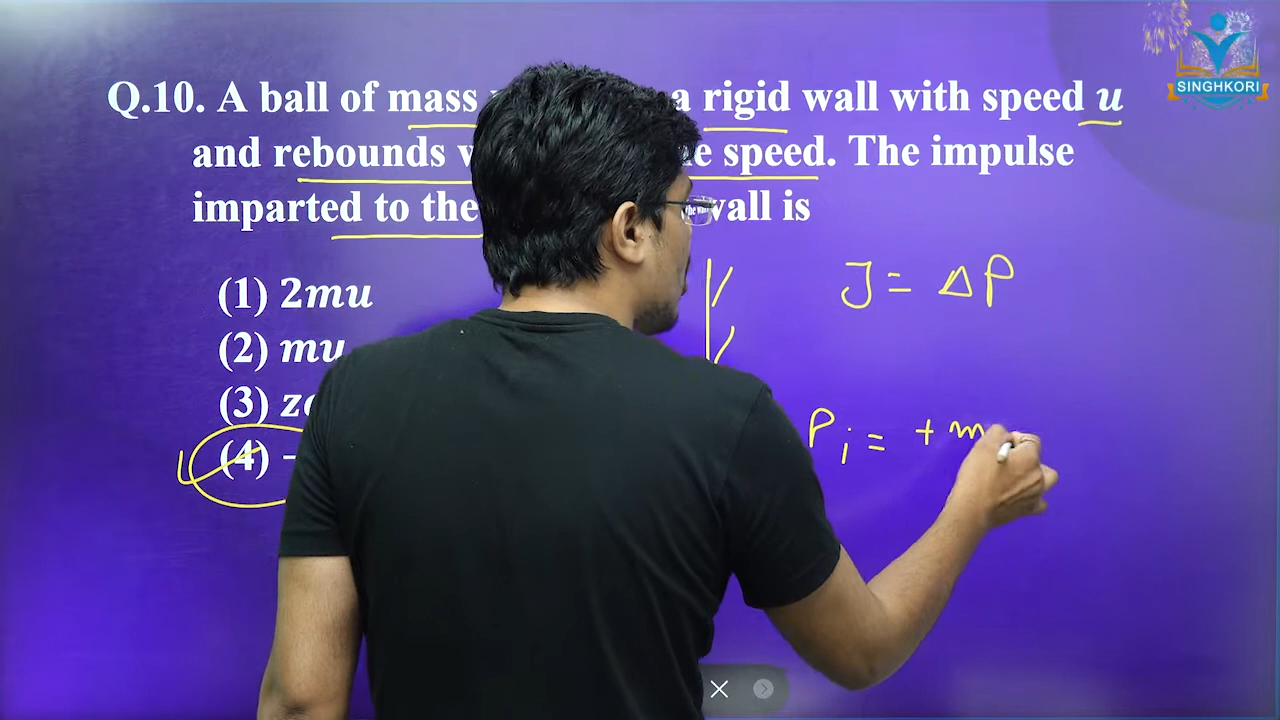 SINGHKORI
Q.10. A ball of mass a rigid wall with speed u
and rebounds speed. The impulse
imparted to the wall is
(1) 2mu
(2) mu
(3)
(4) –
J = ΔP
Pi = + m